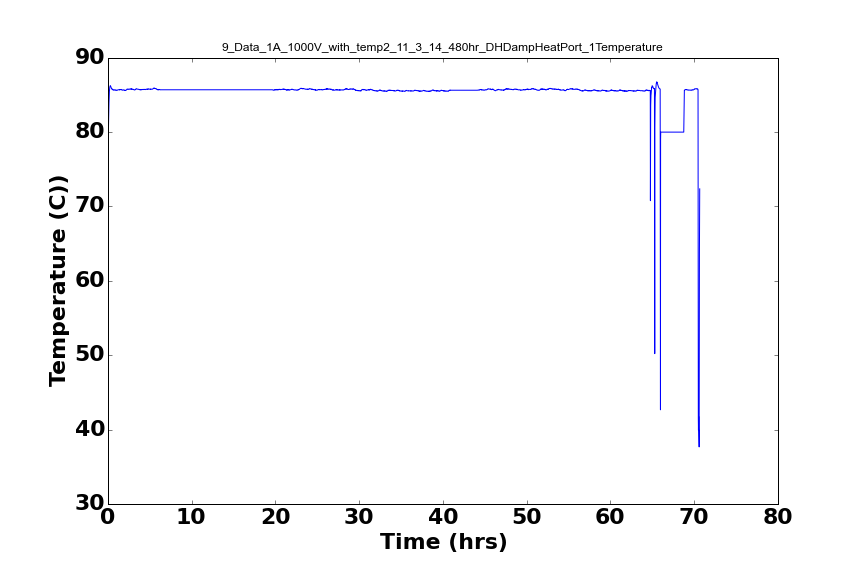 9_Data_1A_1000V_with_temp2_11_3_14_480hr_DHDampHeatPort_1Temperature
90
80
70
60
50
40
30
Temperature (C))
0 10 20 30 40 50 60 70 80
Time (hrs)